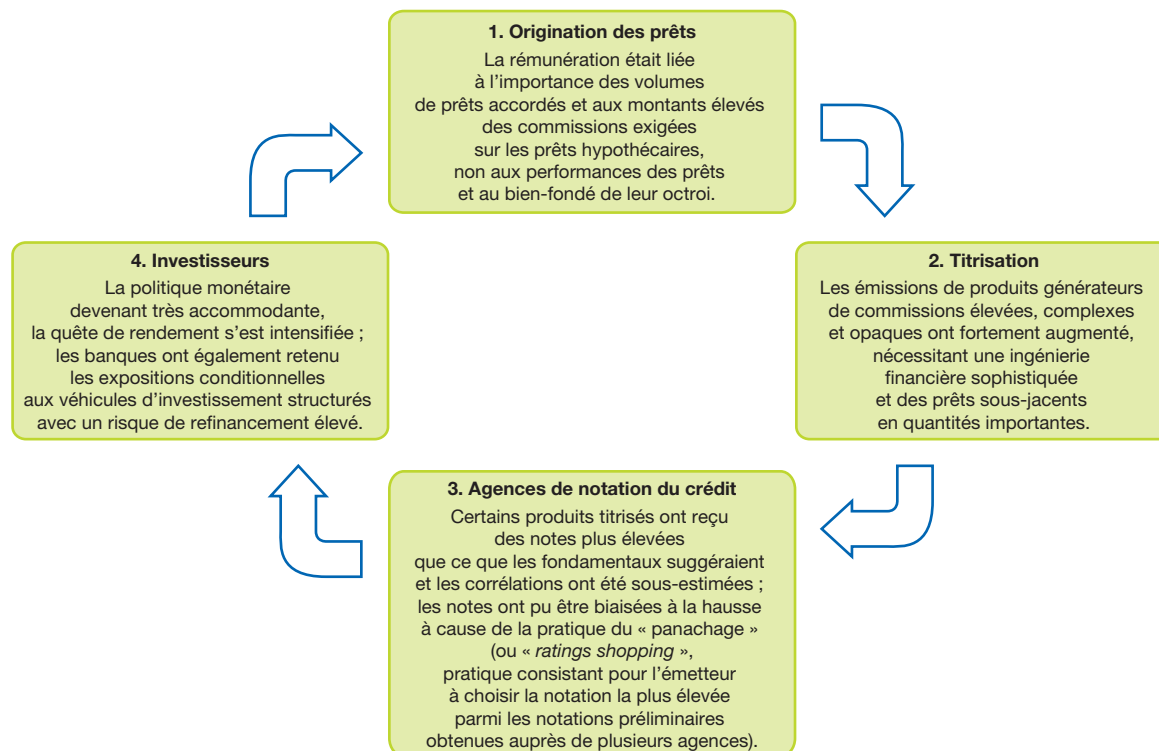 1. Origination des prêts
La rémunération était liée
à l'importance des volumes
de prêts accordés et aux montants élevés
des commissions exigées
sur les prêts hypothécaires,
non aux performances des prêts
et au bien-fondé de leur octroi.
2. Titrisation
Les émissions de produits générateurs
de commissions élevées, complexes
et opaques ont fortement augmenté,
nécessitant une ingénierie
financière sophistiquée
et des prêts sous-jacents
en quantités importantes.
3. Agences de notation du crédit
Certains produits titrisés ont reçu
des notes plus élevées
que ce que les fondamentaux suggéraient
et les corrélations ont été sous-estimées ;
les notes ont pu être biaisées à la hausse
à cause de la pratique du « panachage »
(ou « ratings shopping »,
pratique consistant pour l'émetteur
à choisir la notation la plus élevée
parmi les notations préliminaires
obtenues auprès de plusieurs agences).
4. Investisseurs
La politique monétaire
devenant très accommodante,
la quête de rendement s'est intensifiée ;
les banques ont également retenu
les expositions conditionnelles
aux véhicules d'investissement structurés
avec un risque de refinancement élevé.